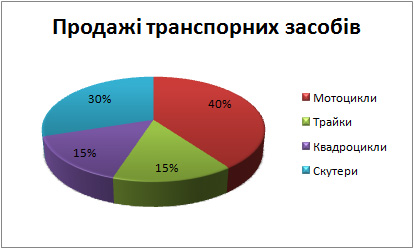 Продажі транспорних засобів
30%
40%
15%
15%
Мотоцикли
Трайки
Квадроцикли
Скутери